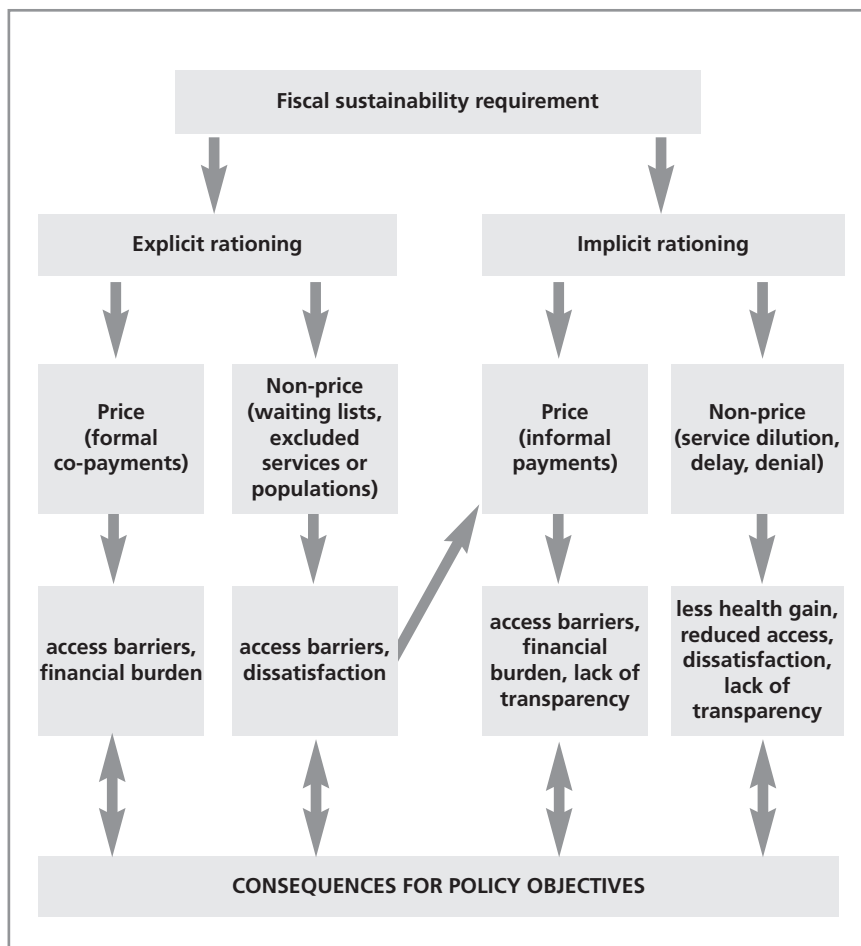 Fiscal sustainability requirement
Explicit rationing
Implicit rationing
Price
(formal
co-payments)
Non-price
(waiting lists,
excluded
services or
populations)
Price
(informal
payments)
Non-price
(service dilution,
delay, denial)
access barriers,
financial burden
access barriers,
dissatisfaction
access barriers,
financial
burden, lack of
transparency
less health gain,
reduced access,
dissatisfaction,
lack of
transparency
CONSEQUENCES FOR POLICY OBJECTIVES